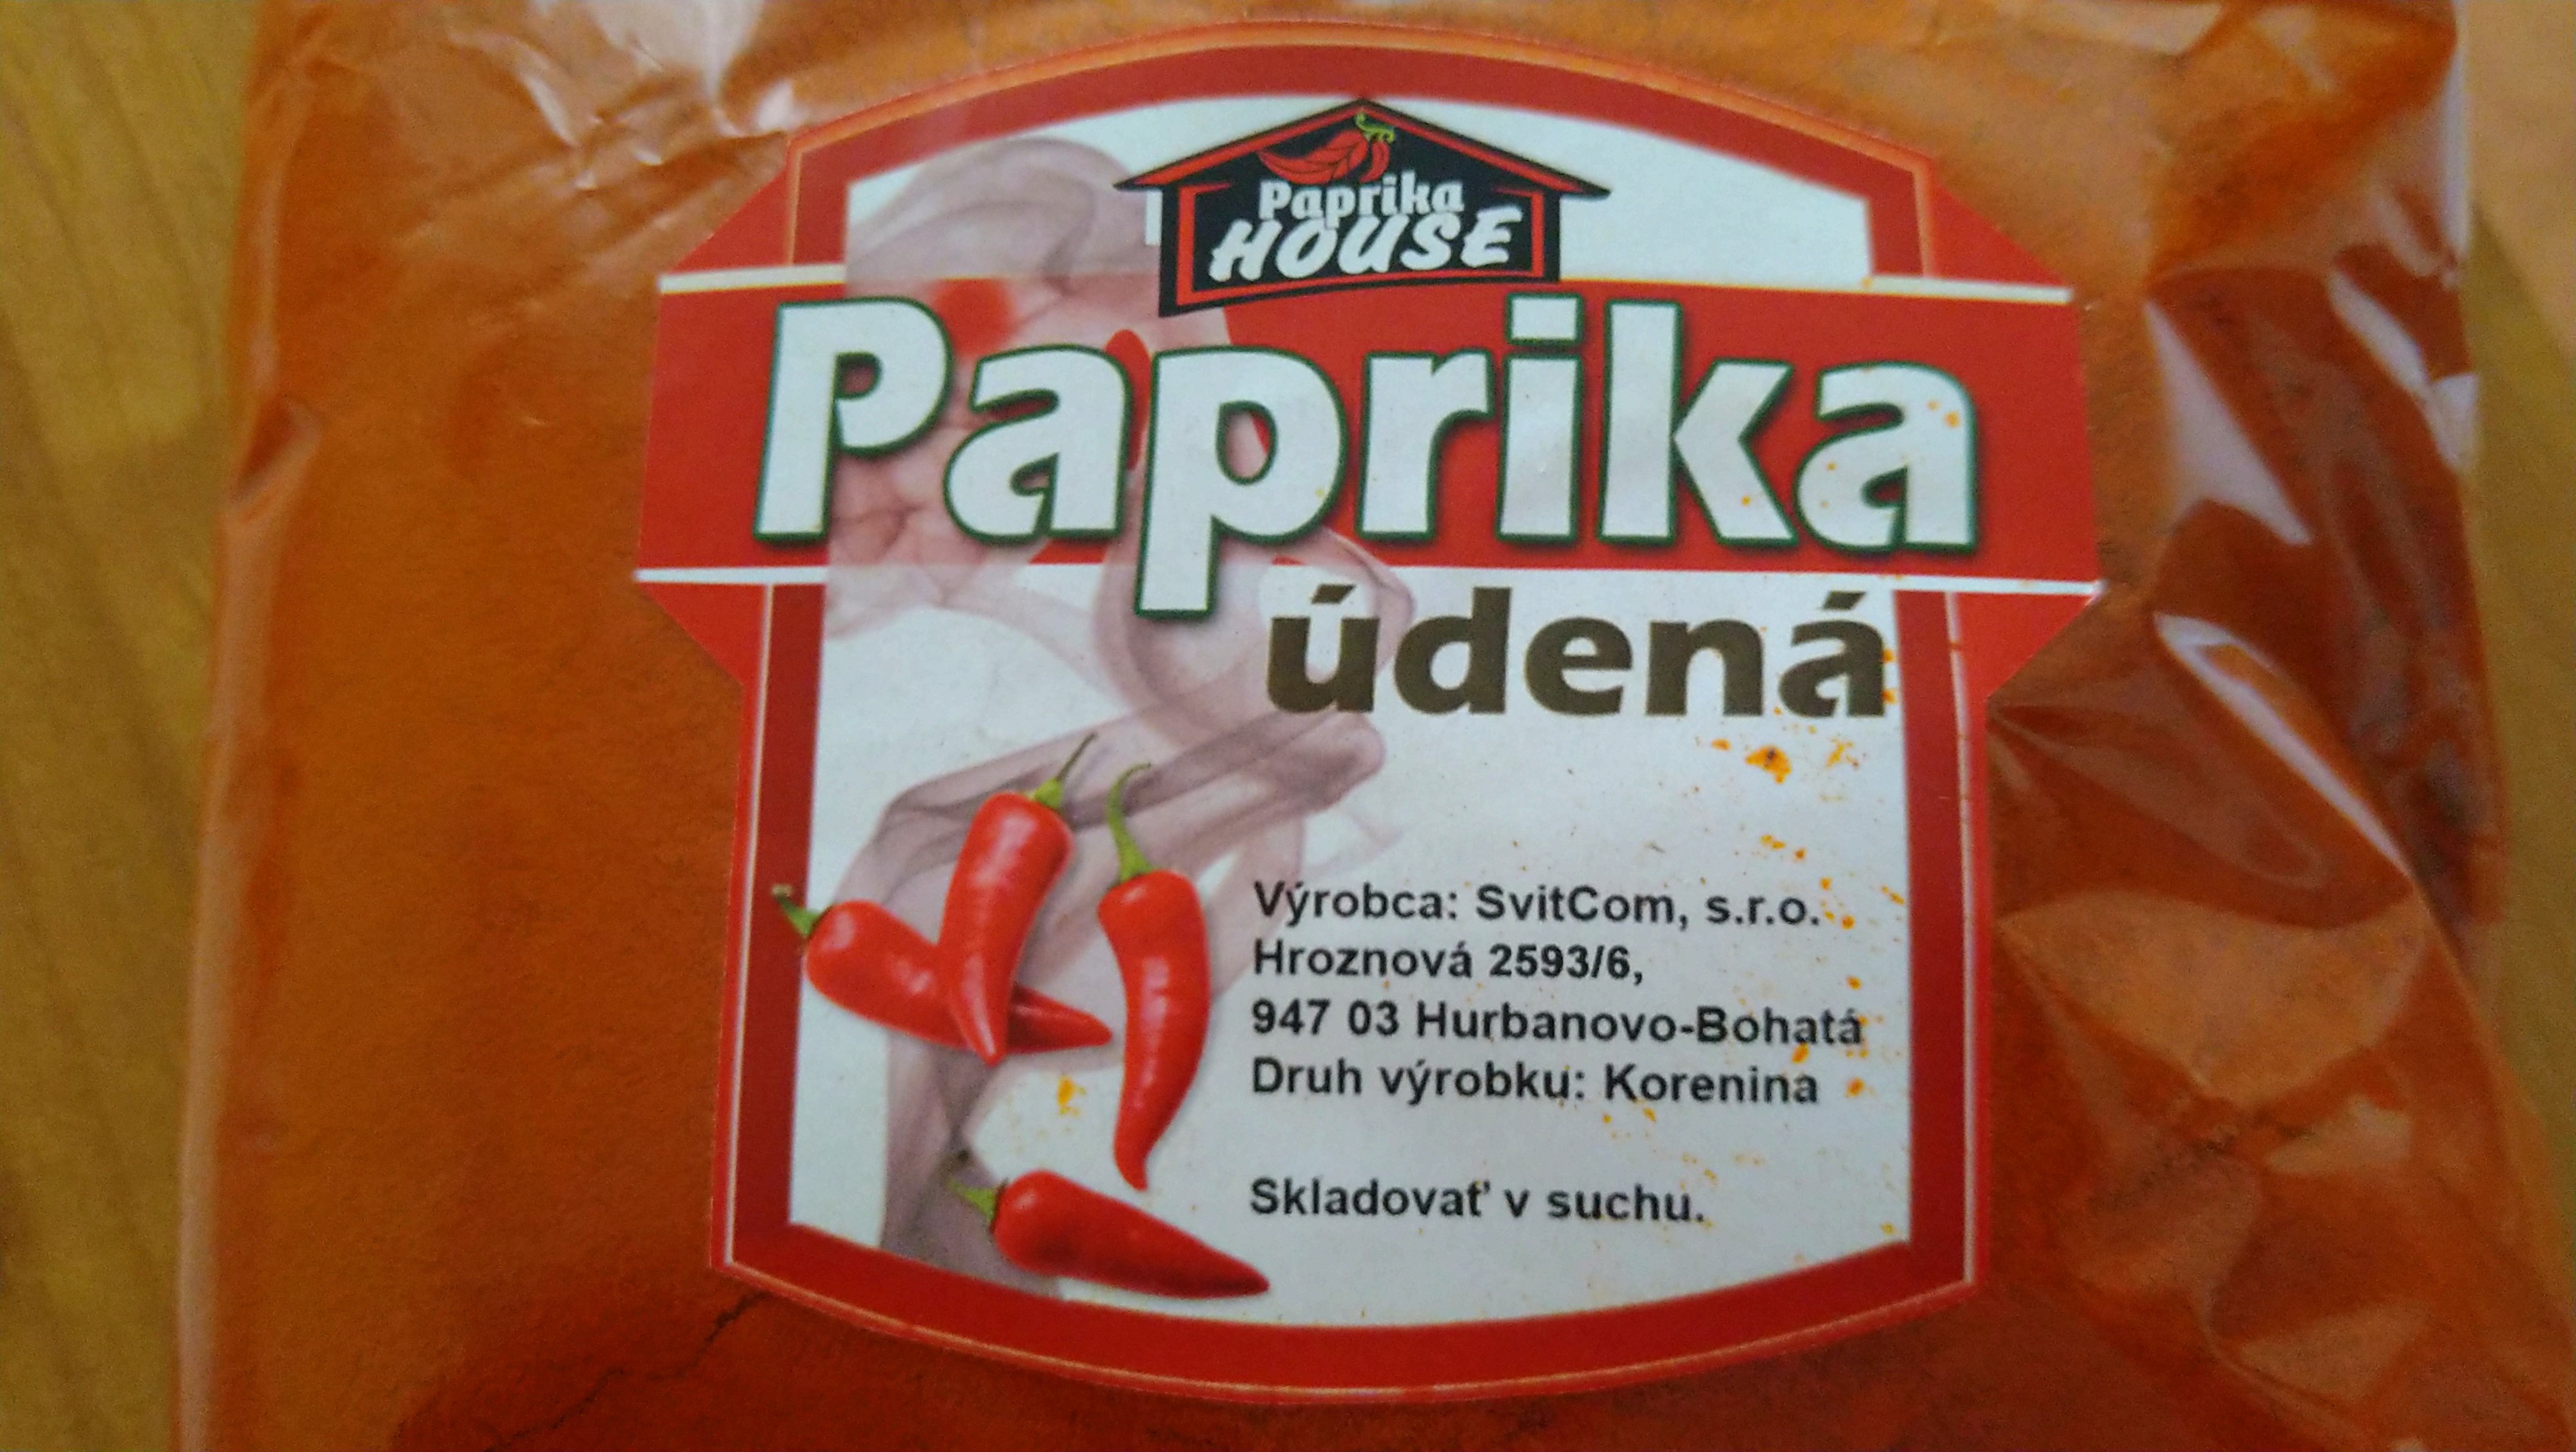 Paprika
HOUSE
Paprika
údená
Výrobca: SvitCom, s.r.o.
Hroznová 2593/6,
947 03 Hurbanovo-Bohatá
Druh výrobku: Korenina
Skladovať v suchu.